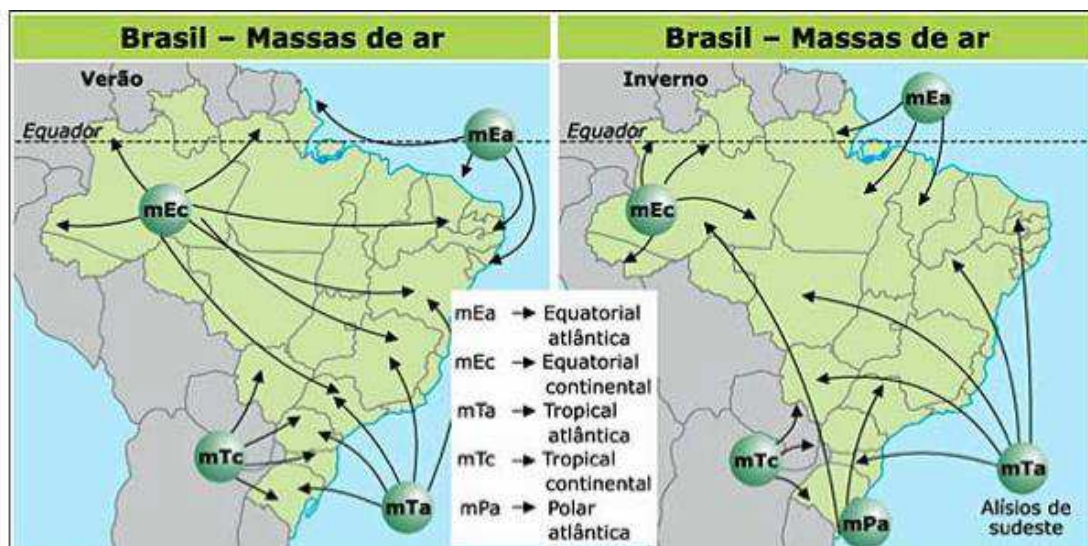 Brasil – Massas de ar
Verão
Equador
mEa
mEc
mTc
mTa
Brasil – Massas de ar
Inverno
Equador
mEa
mEc
mTc
mPa
mTa
Alísios de
sudeste
mEa → Equatorial
atlântica
mEc → Equatorial
continental
mTa → Tropical
atlântica
mTc → Tropical
continental
mPa → Polar
atlântica